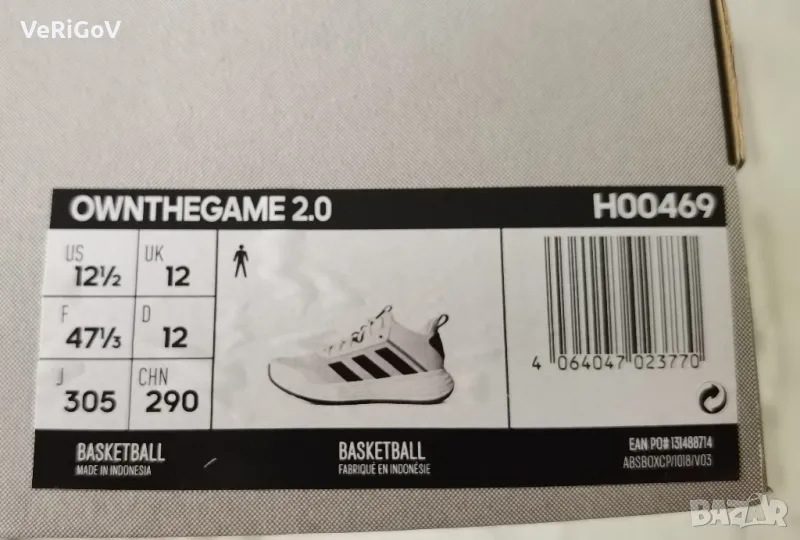 VeRiGoV
OWNTHEGAME 2.0
H00469
US
12½
UK
12
F
47⅓
D
12
J
305
CHN
290
4 064047 023770
BASKETBALL
MADE IN INDONESIA
BASKETBALL
FABRIQUÉ EN INDONÉSIE
EAN PO# 131488714
ABSBOXCP/1018/V03
BAZAR